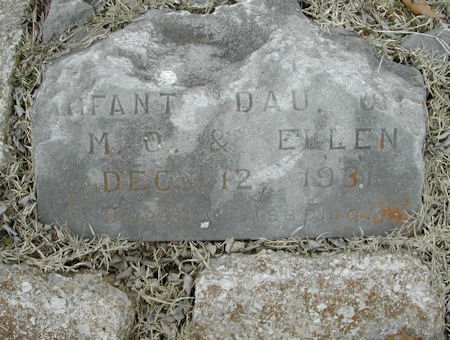 INFANT DAU. OF
M. O. & ELLEN
DEC. 12, 1931